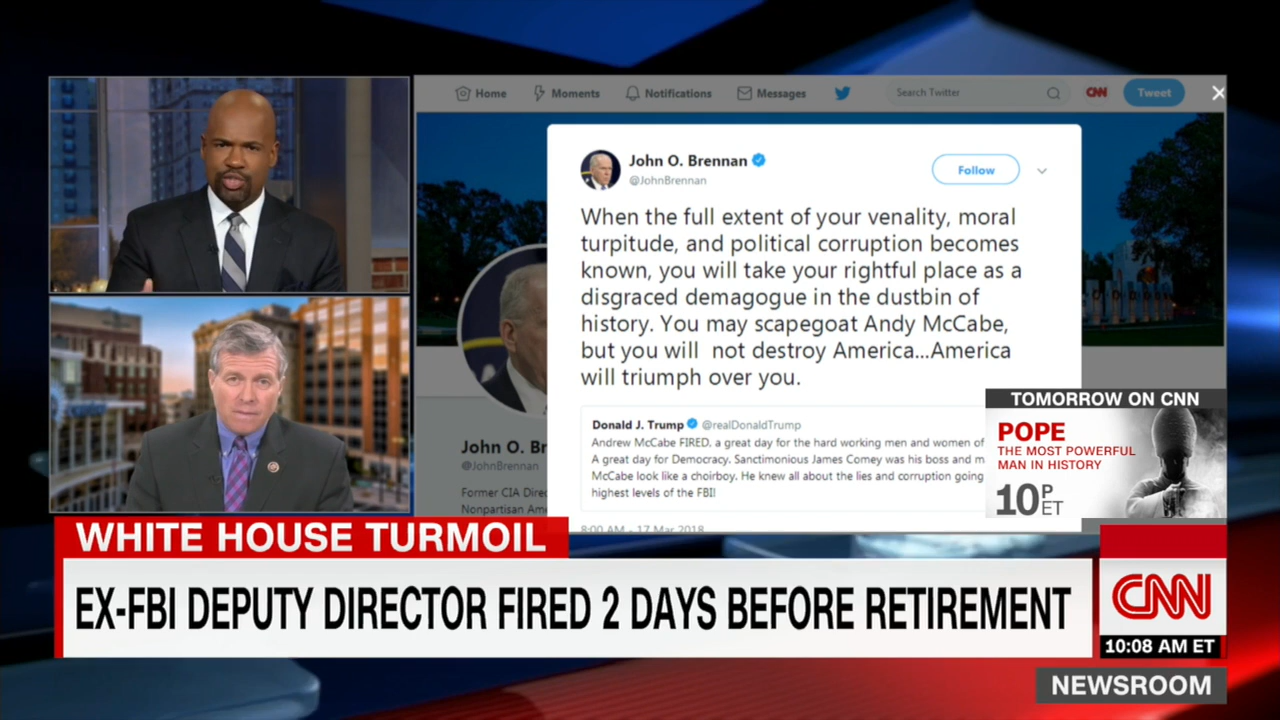 Home Moments Notifications Messages Search Twitter CNN Tweet
John O. Brennan
@JohnBrennan
Follow
When the full extent of your venality, moral
turpitude, and political corruption becomes
known, you will take your rightful place as a
disgraced demagogue in the dustbin of
history. You may scapegoat Andy McCabe,
but you will not destroy America...America
will triumph over you.
Donald J. Trump @realDonaldTrump
Andrew McCabe FIRED, a great day for the hard working men and women of
A great day for Democracy. Sanctimonious James Comey was his boss and m
McCabe look like a choirboy. He knew all about the lies and corruption going
highest levels of the FBI!
8:00 AM - 17 Mar 2018
John O. Br
@JohnBrennan
Former CIA Direc
Nonpartisan Ame
TOMORROW ON CNN
POPE
THE MOST POWERFUL
MAN IN HISTORY
10 P ET
WHITE HOUSE TURMOIL
EX-FBI DEPUTY DIRECTOR FIRED 2 DAYS BEFORE RETIREMENT
CNN
10:08 AM ET
NEWSROOM